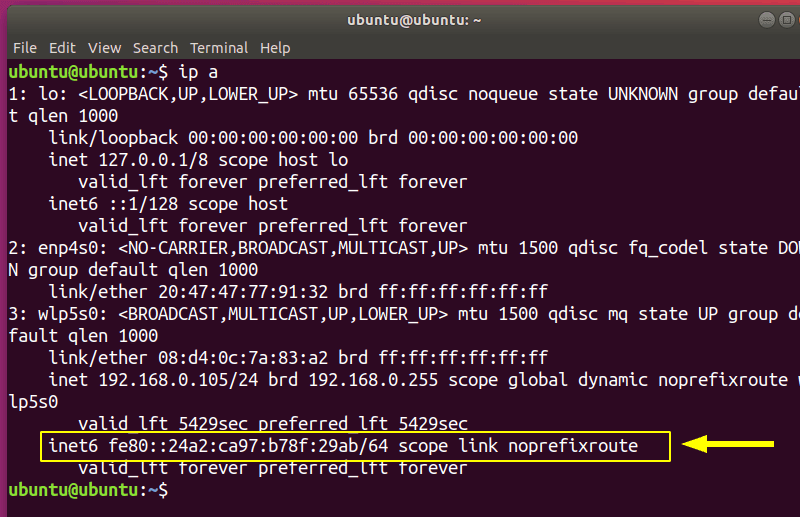 ubuntu@ubuntu: ~
File Edit View Search Terminal Help
ubuntu@ubuntu:~$ ip a
1: lo: <LOOPBACK,UP,LOWER_UP> mtu 65536 qdisc noqueue state UNKNOWN group defau
t qlen 1000
link/loopback 00:00:00:00:00:00 brd 00:00:00:00:00:00
inet 127.0.0.1/8 scope host lo
valid_lft forever preferred_lft forever
inet6 ::1/128 scope host
valid_lft forever preferred_lft forever
2: enp4s0: <NO-CARRIER,BROADCAST,MULTICAST,UP> mtu 1500 qdisc fq_codel state DO
N group default qlen 1000
link/ether 20:47:47:77:91:32 brd ff:ff:ff:ff:ff:ff
3: wlp5s0: <BROADCAST,MULTICAST,UP,LOWER_UP> mtu 1500 qdisc mq state UP group d
fault qlen 1000
link/ether 08:d4:0c:7a:83:a2 brd ff:ff:ff:ff:ff:ff
inet 192.168.0.105/24 brd 192.168.0.255 scope global dynamic noprefixroute w
lp5s0
valid_lft 5429sec preferred_lft 5429sec
inet6 fe80::24a2:ca97:b78f:29ab/64 scope link noprefixroute
valid_lft forever preferred_lft forever
ubuntu@ubuntu:~$